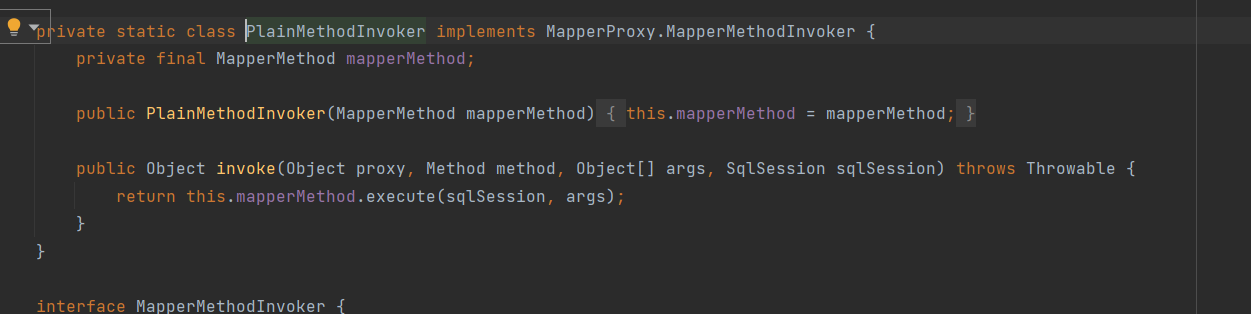 private static class PlainMethodInvoker implements MapperProxy.MapperMethodInvoker {
private final MapperMethod mapperMethod;
public PlainMethodInvoker(MapperMethod mapperMethod) { this.mapperMethod = mapperMethod; }
public Object invoke(Object proxy, Method method, Object[] args, SqlSession sqlSession) throws Throwable {
return this.mapperMethod.execute(sqlSession, args);
}
}
interface MapperMethodInvoker {